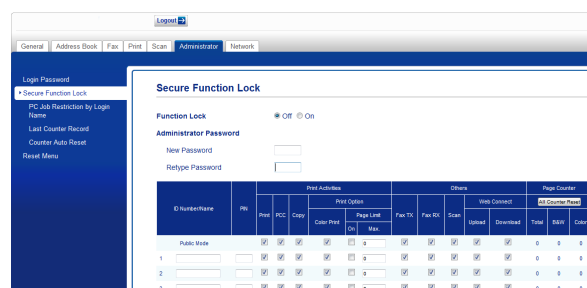 Logout
General Address Book Fax Print Scan Administrator Network
Login Password
Secure Function Lock
PC Job Restriction by Login
Name
Last Counter Record
Counter Auto Reset
Reset Menu
Secure Function Lock
Function Lock Off On
Administrator Password
New Password
Retype Password
Print Activities Others Page Counter
ID Number/Name PIN Print PCC Copy Print Option Fax TX Fax RX Scan Web Connect All Counter Reset
Color Print Page Limit Upload Download Total B&W Color
On Max.
Public Mode 0 0 0 0
1 0 0 0 0
2 0 0 0 0